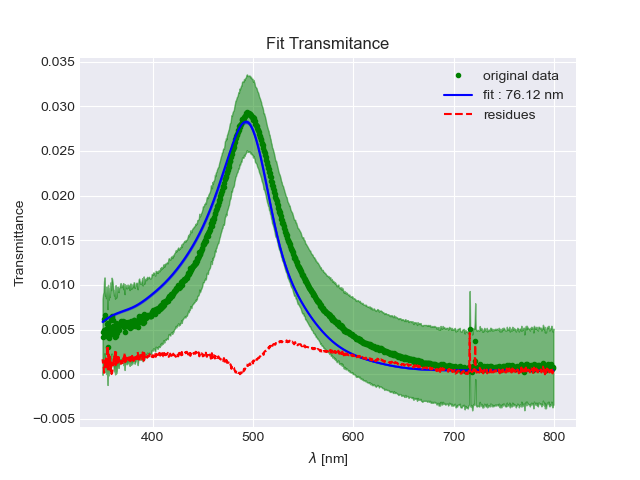 Fit Transmitance
0.035
0.030
0.025
0.020
0.015
0.010
0.005
0.000
−0.005
Transmittance
original data
fit : 76.12 nm
residues
400
500
600
700
800
λ [nm]